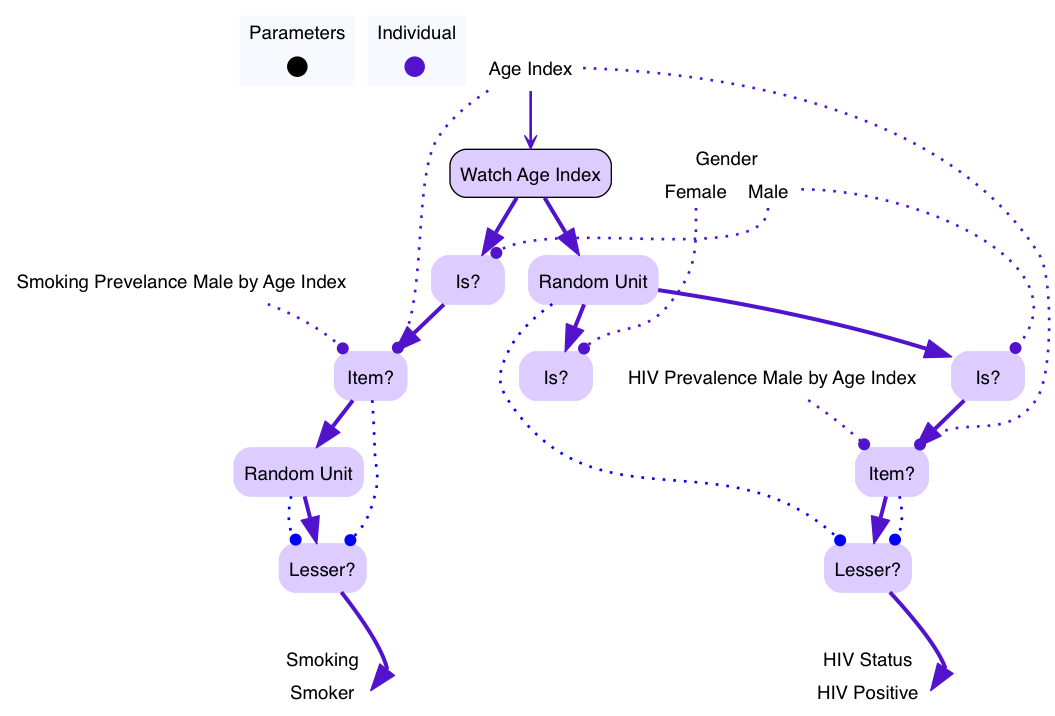 Parameters
Individual
Age Index
Gender
Watch Age Index
Female
Male
Smoking Prevelance Male by Age Index
Is?
Random Unit
Item?
Is?
HIV Prevalence Male by Age Index
Is?
Random Unit
Item?
Lesser?
Lesser?
Smoking
HIV Status
Smoker
HIV Positive